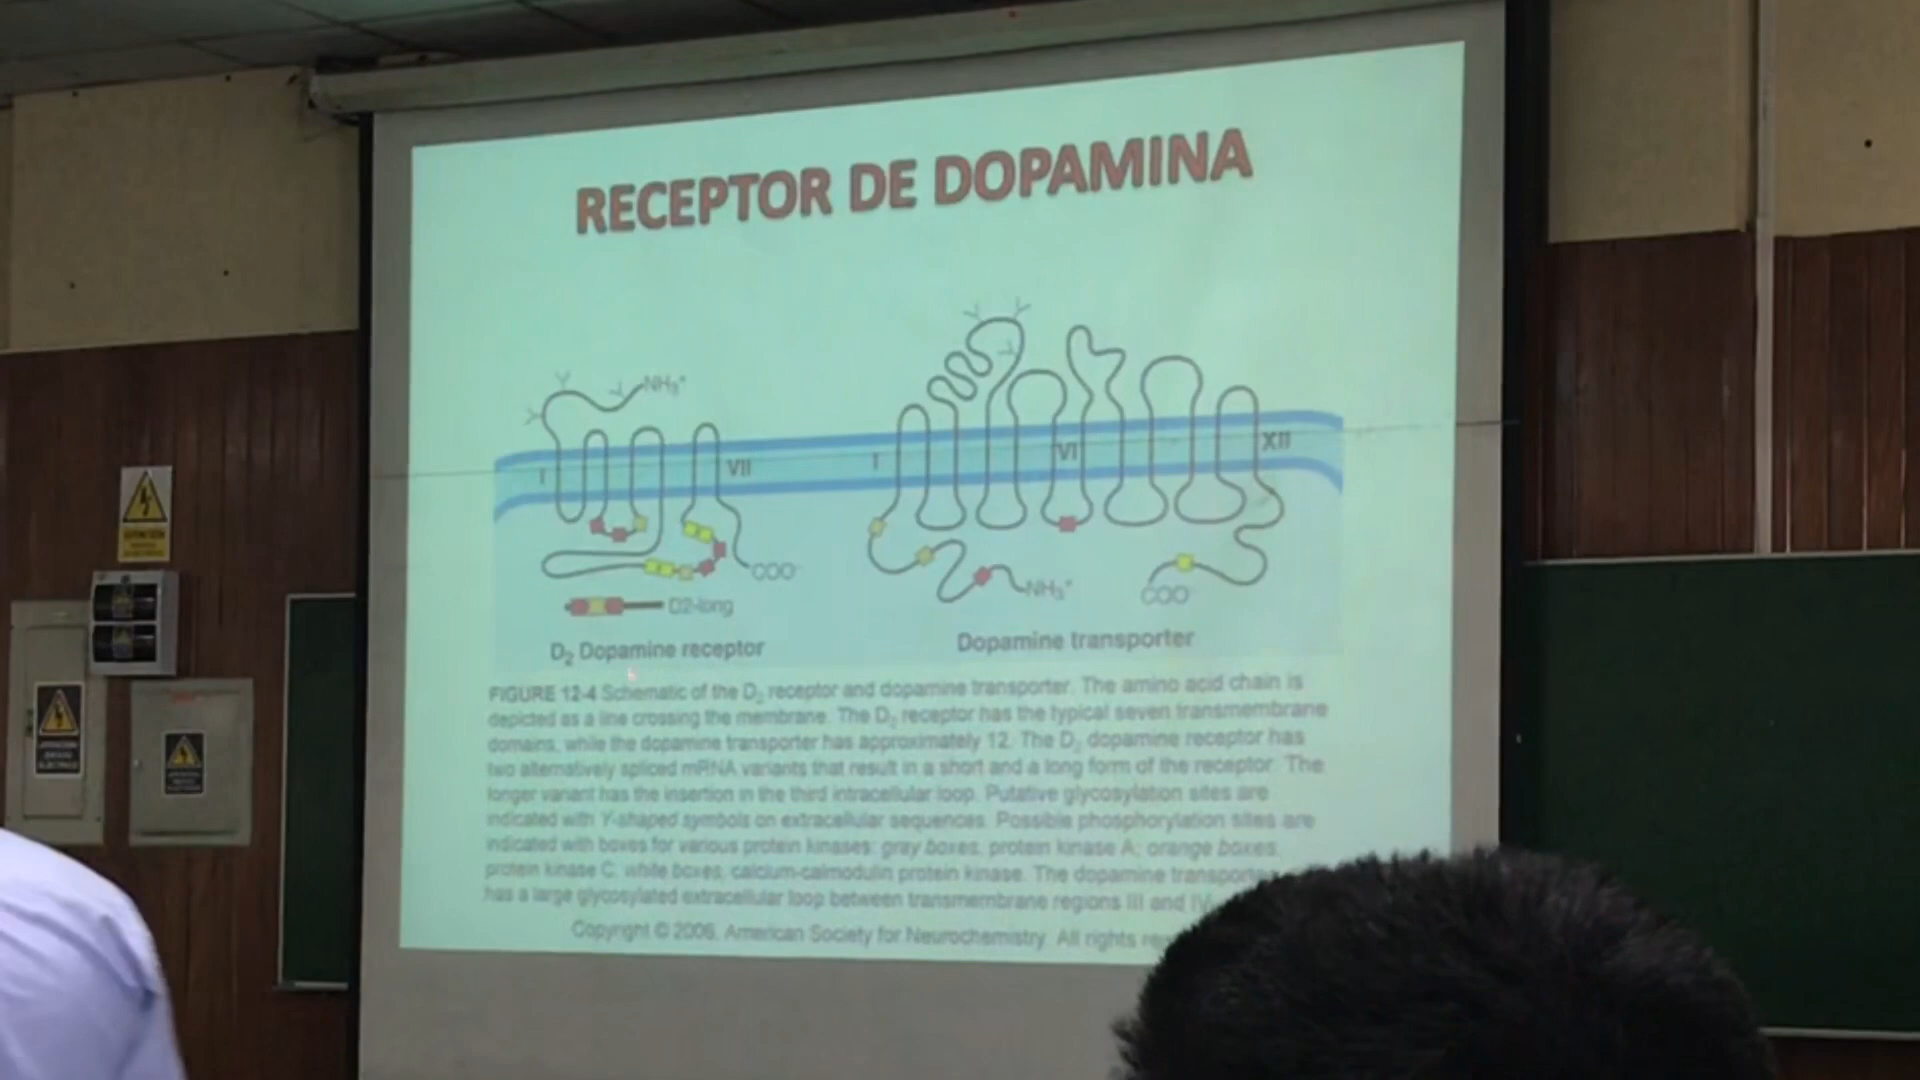 RECEPTOR DE DOPAMINA
NH₃⁺
I
VII
I
VI
XII
COO⁻
NH₃⁺
COO⁻
D2-long
D₂ Dopamine receptor
Dopamine transporter
FIGURE 12-4 Schematic of the D₂ receptor and dopamine transporter. The amino acid chain is
depicted as a line crossing the membrane. The D₂ receptor has the typical seven transmembrane
domains, while the dopamine transporter has approximately 12. The D₂ dopamine receptor has
two alternatively spliced mRNA variants that result in a short and a long form of the receptor. The
longer variant has the insertion in the third intracellular loop. Putative glycosylation sites are
indicated with Y-shaped symbols on extracellular sequences. Possible phosphorylation sites are
indicated with boxes for various protein kinases: gray boxes, protein kinase A; orange boxes,
protein kinase C; white boxes, calcium-calmodulin protein kinase. The dopamine transporter
has a large glycosylated extracellular loop between transmembrane regions III and IV
Copyright © 2006, American Society for Neurochemistry. All rights